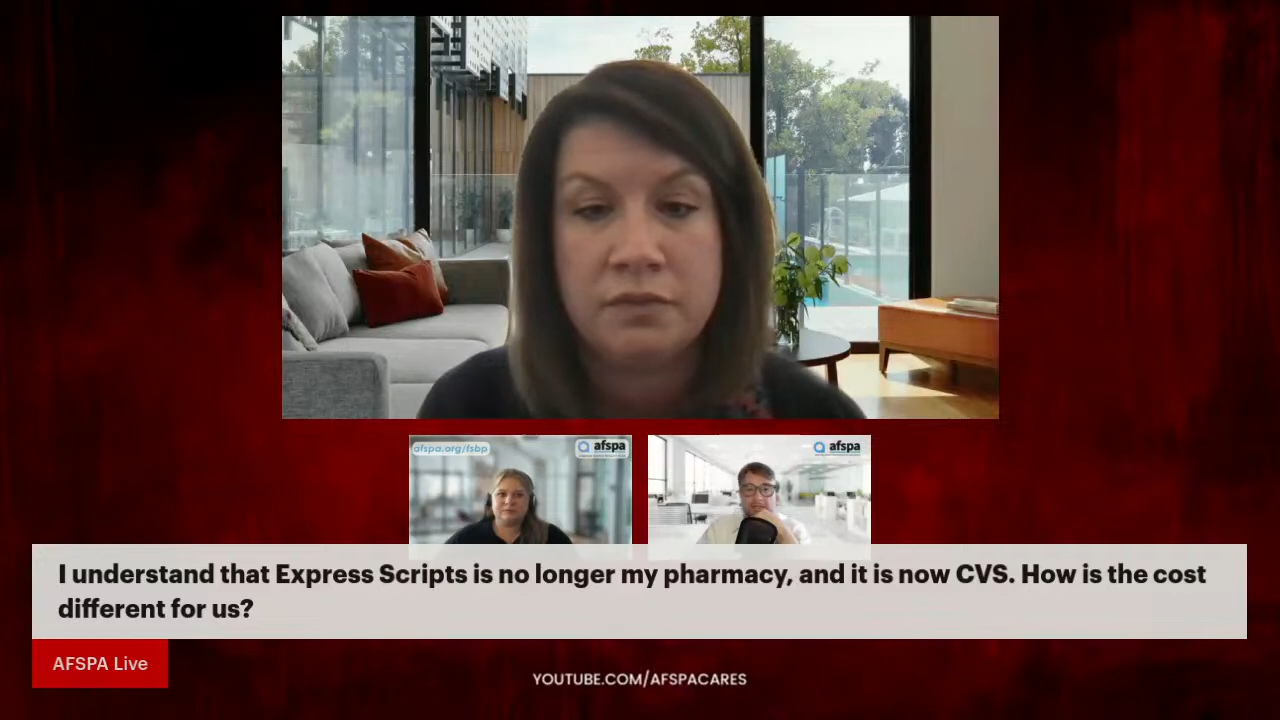 afspa.org/fsbp
afspa
afspa
I understand that Express Scripts is no longer my pharmacy, and it is now CVS. How is the cost
different for us?
AFSPA Live
YOUTUBE.COM/AFSPACARES